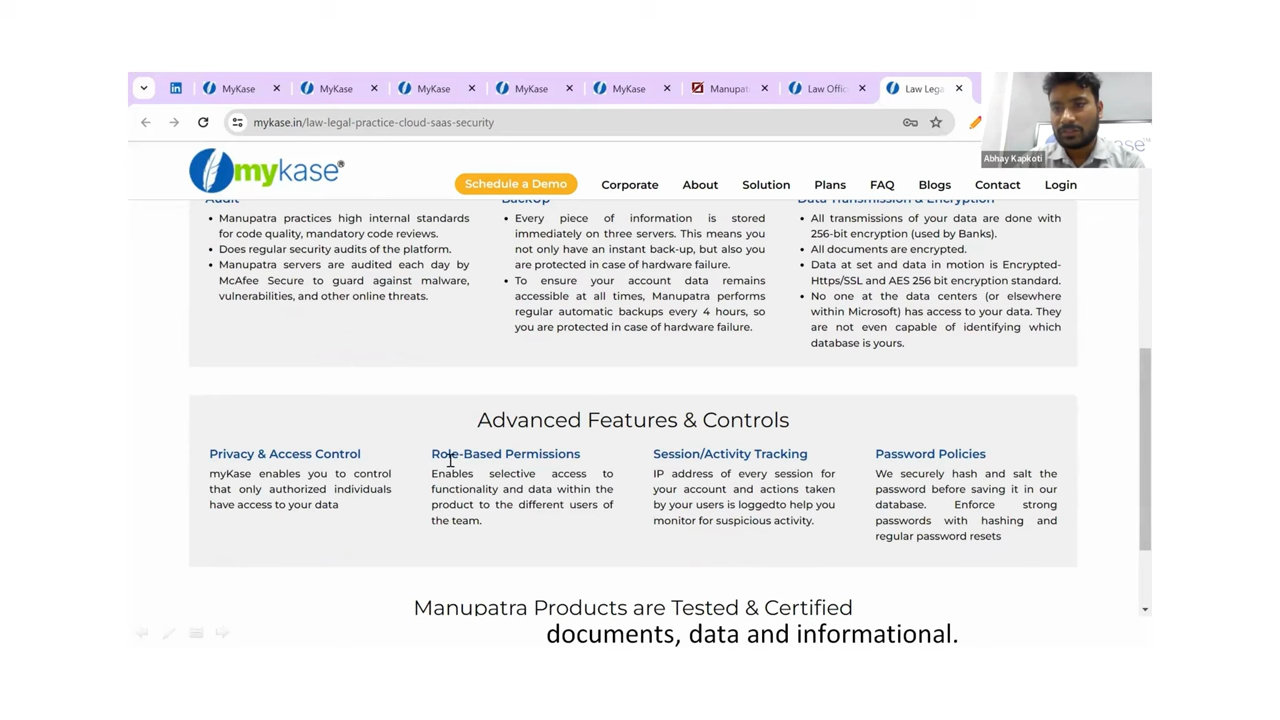 MyKase
MyKase
MyKase
MyKase
MyKase
Manupat
Law Offic
Law Lega
mykase.in/law-legal-practice-cloud-saas-security
Abhay Kapkoti
mykase®
Schedule a Demo
Corporate
About
Solution
Plans
FAQ
Blogs
Contact
Login
Audit
• Manupatra practices high internal standards
for code quality, mandatory code reviews.
• Does regular security audits of the platform.
• Manupatra servers are audited each day by
McAfee Secure to guard against malware,
vulnerabilities, and other online threats.
BackUp
• Every piece of information is stored
immediately on three servers. This means you
not only have an instant back-up, but also you
are protected in case of hardware failure.
• To ensure your account data remains
accessible at all times, Manupatra performs
regular automatic backups every 4 hours, so
you are protected in case of hardware failure.
Data Transmission & Encryption
• All transmissions of your data are done with
256-bit encryption (used by Banks).
• All documents are encrypted.
• Data at set and data in motion is Encrypted-
Https/SSL and AES 256 bit encryption standard.
• No one at the data centers (or elsewhere
within Microsoft) has access to your data. They
are not even capable of identifying which
database is yours.
Advanced Features & Controls
Privacy & Access Control
myKase enables you to control
that only authorized individuals
have access to your data
Role-Based Permissions
Enables selective access to
functionality and data within the
product to the different users of
the team.
Session/Activity Tracking
IP address of every session for
your account and actions taken
by your users is loggedto help you
monitor for suspicious activity.
Password Policies
We securely hash and salt the
password before saving it in our
database. Enforce strong
passwords with hashing and
regular password resets
Manupatra Products are Tested & Certified
documents, data and informational.